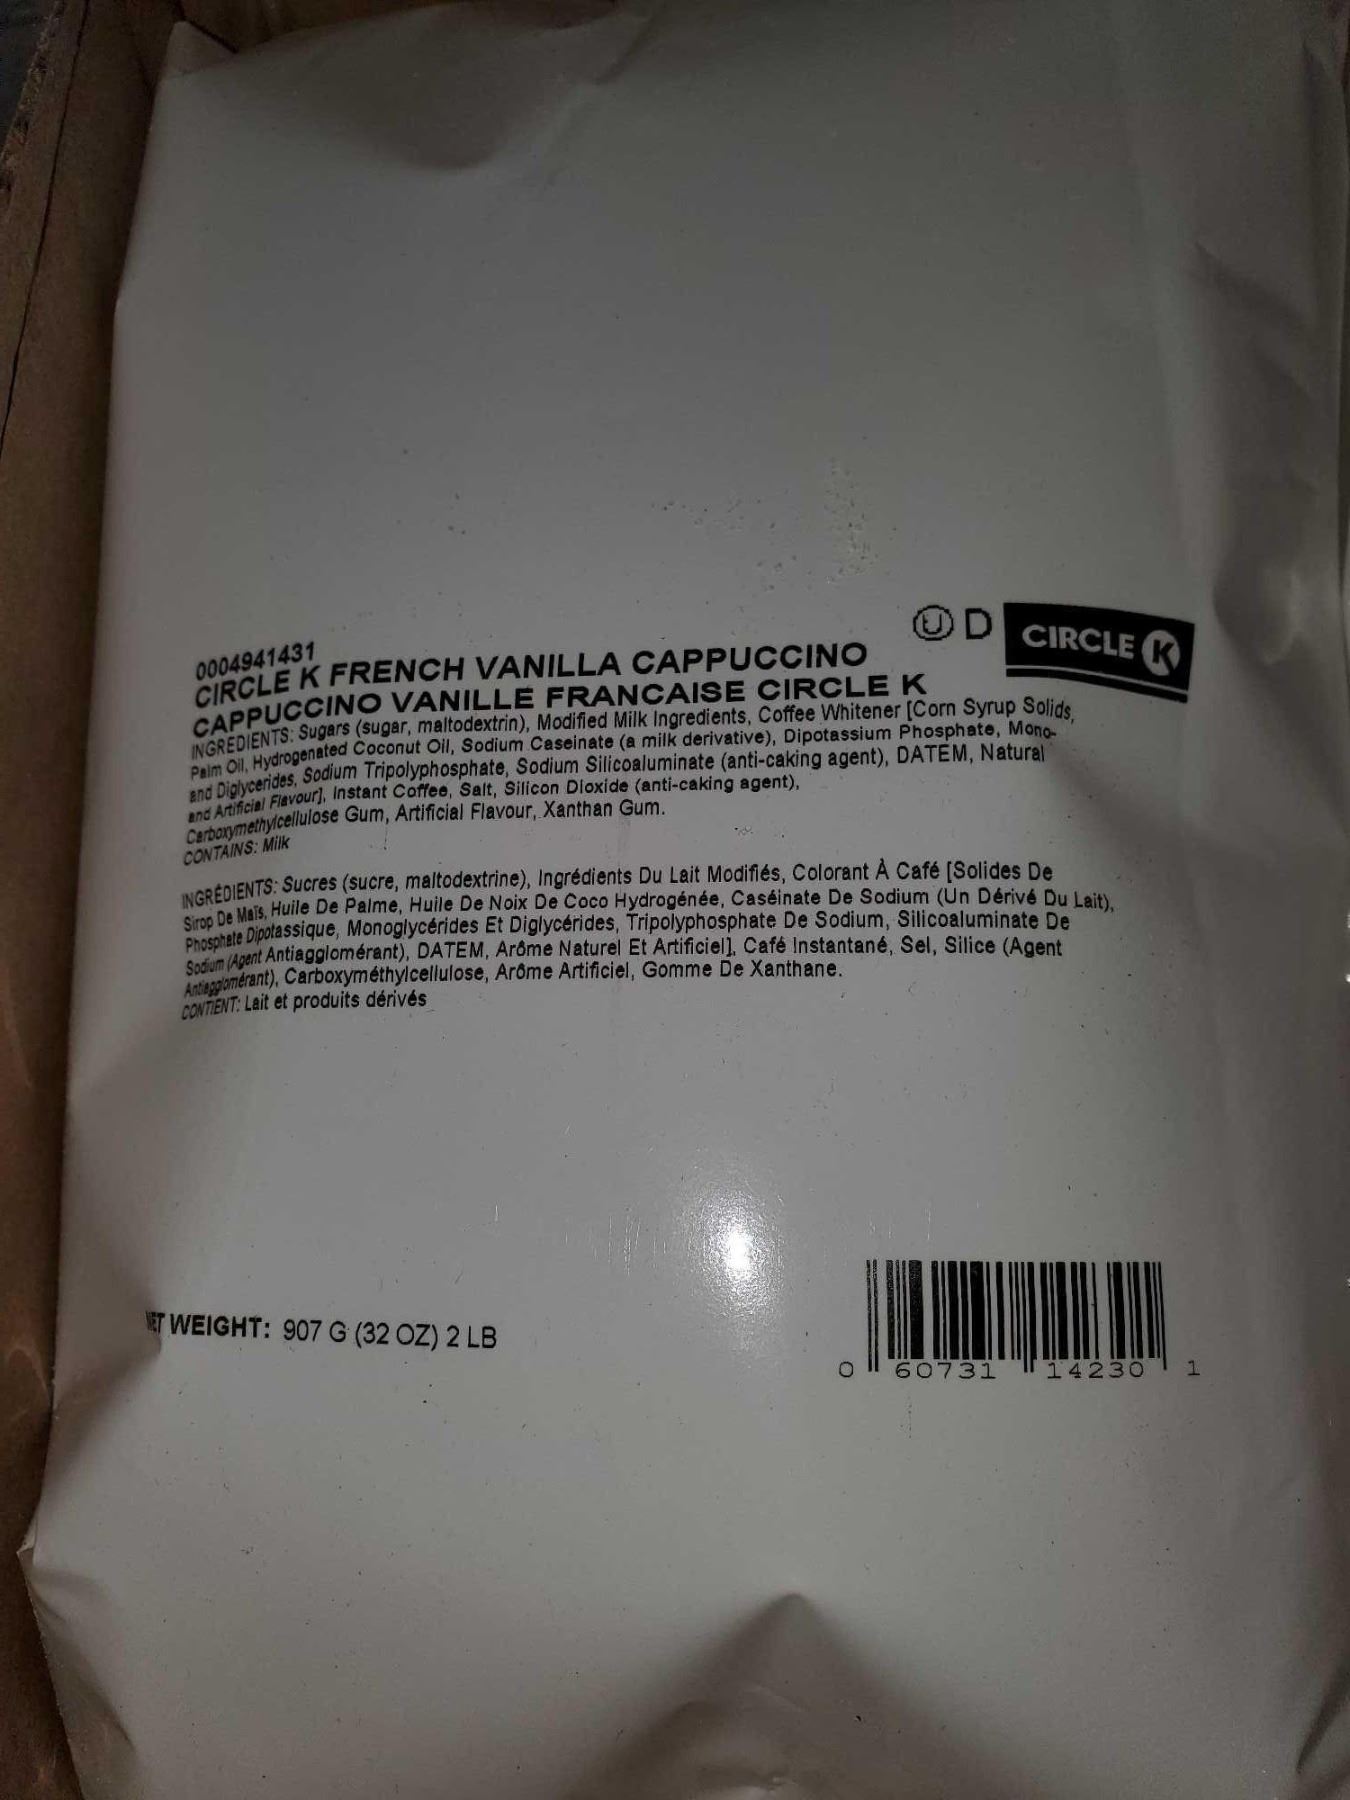 Ⓤ D CIRCLE K
0004941431
CIRCLE K FRENCH VANILLA CAPPUCCINO
CAPPUCCINO VANILLE FRANCAISE CIRCLE K
INGREDIENTS: Sugars (sugar, maltodextrin), Modified Milk Ingredients, Coffee Whitener [Corn Syrup Solids,
Palm Oil, Hydrogenated Coconut Oil, Sodium Caseinate (a milk derivative), Dipotassium Phosphate, Mono-
and Diglycerides, Sodium Tripolyphosphate, Sodium Silicoaluminate (anti-caking agent), DATEM, Natural
and Artificial Flavour], Instant Coffee, Salt, Silicon Dioxide (anti-caking agent),
Carboxymethylcellulose Gum, Artificial Flavour, Xanthan Gum.
CONTAINS: Milk
INGRÉDIENTS: Sucres (sucre, maltodextrine), Ingrédients Du Lait Modifiés, Colorant À Café [Solides De
Sirop De Maïs, Huile De Palme, Huile De Noix De Coco Hydrogénée, Caséinate De Sodium (Un Dérivé Du Lait),
Phosphate Dipotassique, Monoglycérides Et Diglycérides, Tripolyphosphate De Sodium, Silicoaluminate De
Sodium (Agent Antiagglomérant), DATEM, Arôme Naturel Et Artificiel], Café Instantané, Sel, Silice (Agent
Antiagglomérant), Carboxyméthylcellulose, Arôme Artificiel, Gomme De Xanthane.
CONTIENT: Lait et produits dérivés
NET WEIGHT: 907 G (32 OZ) 2 LB
0 60731 14230 1